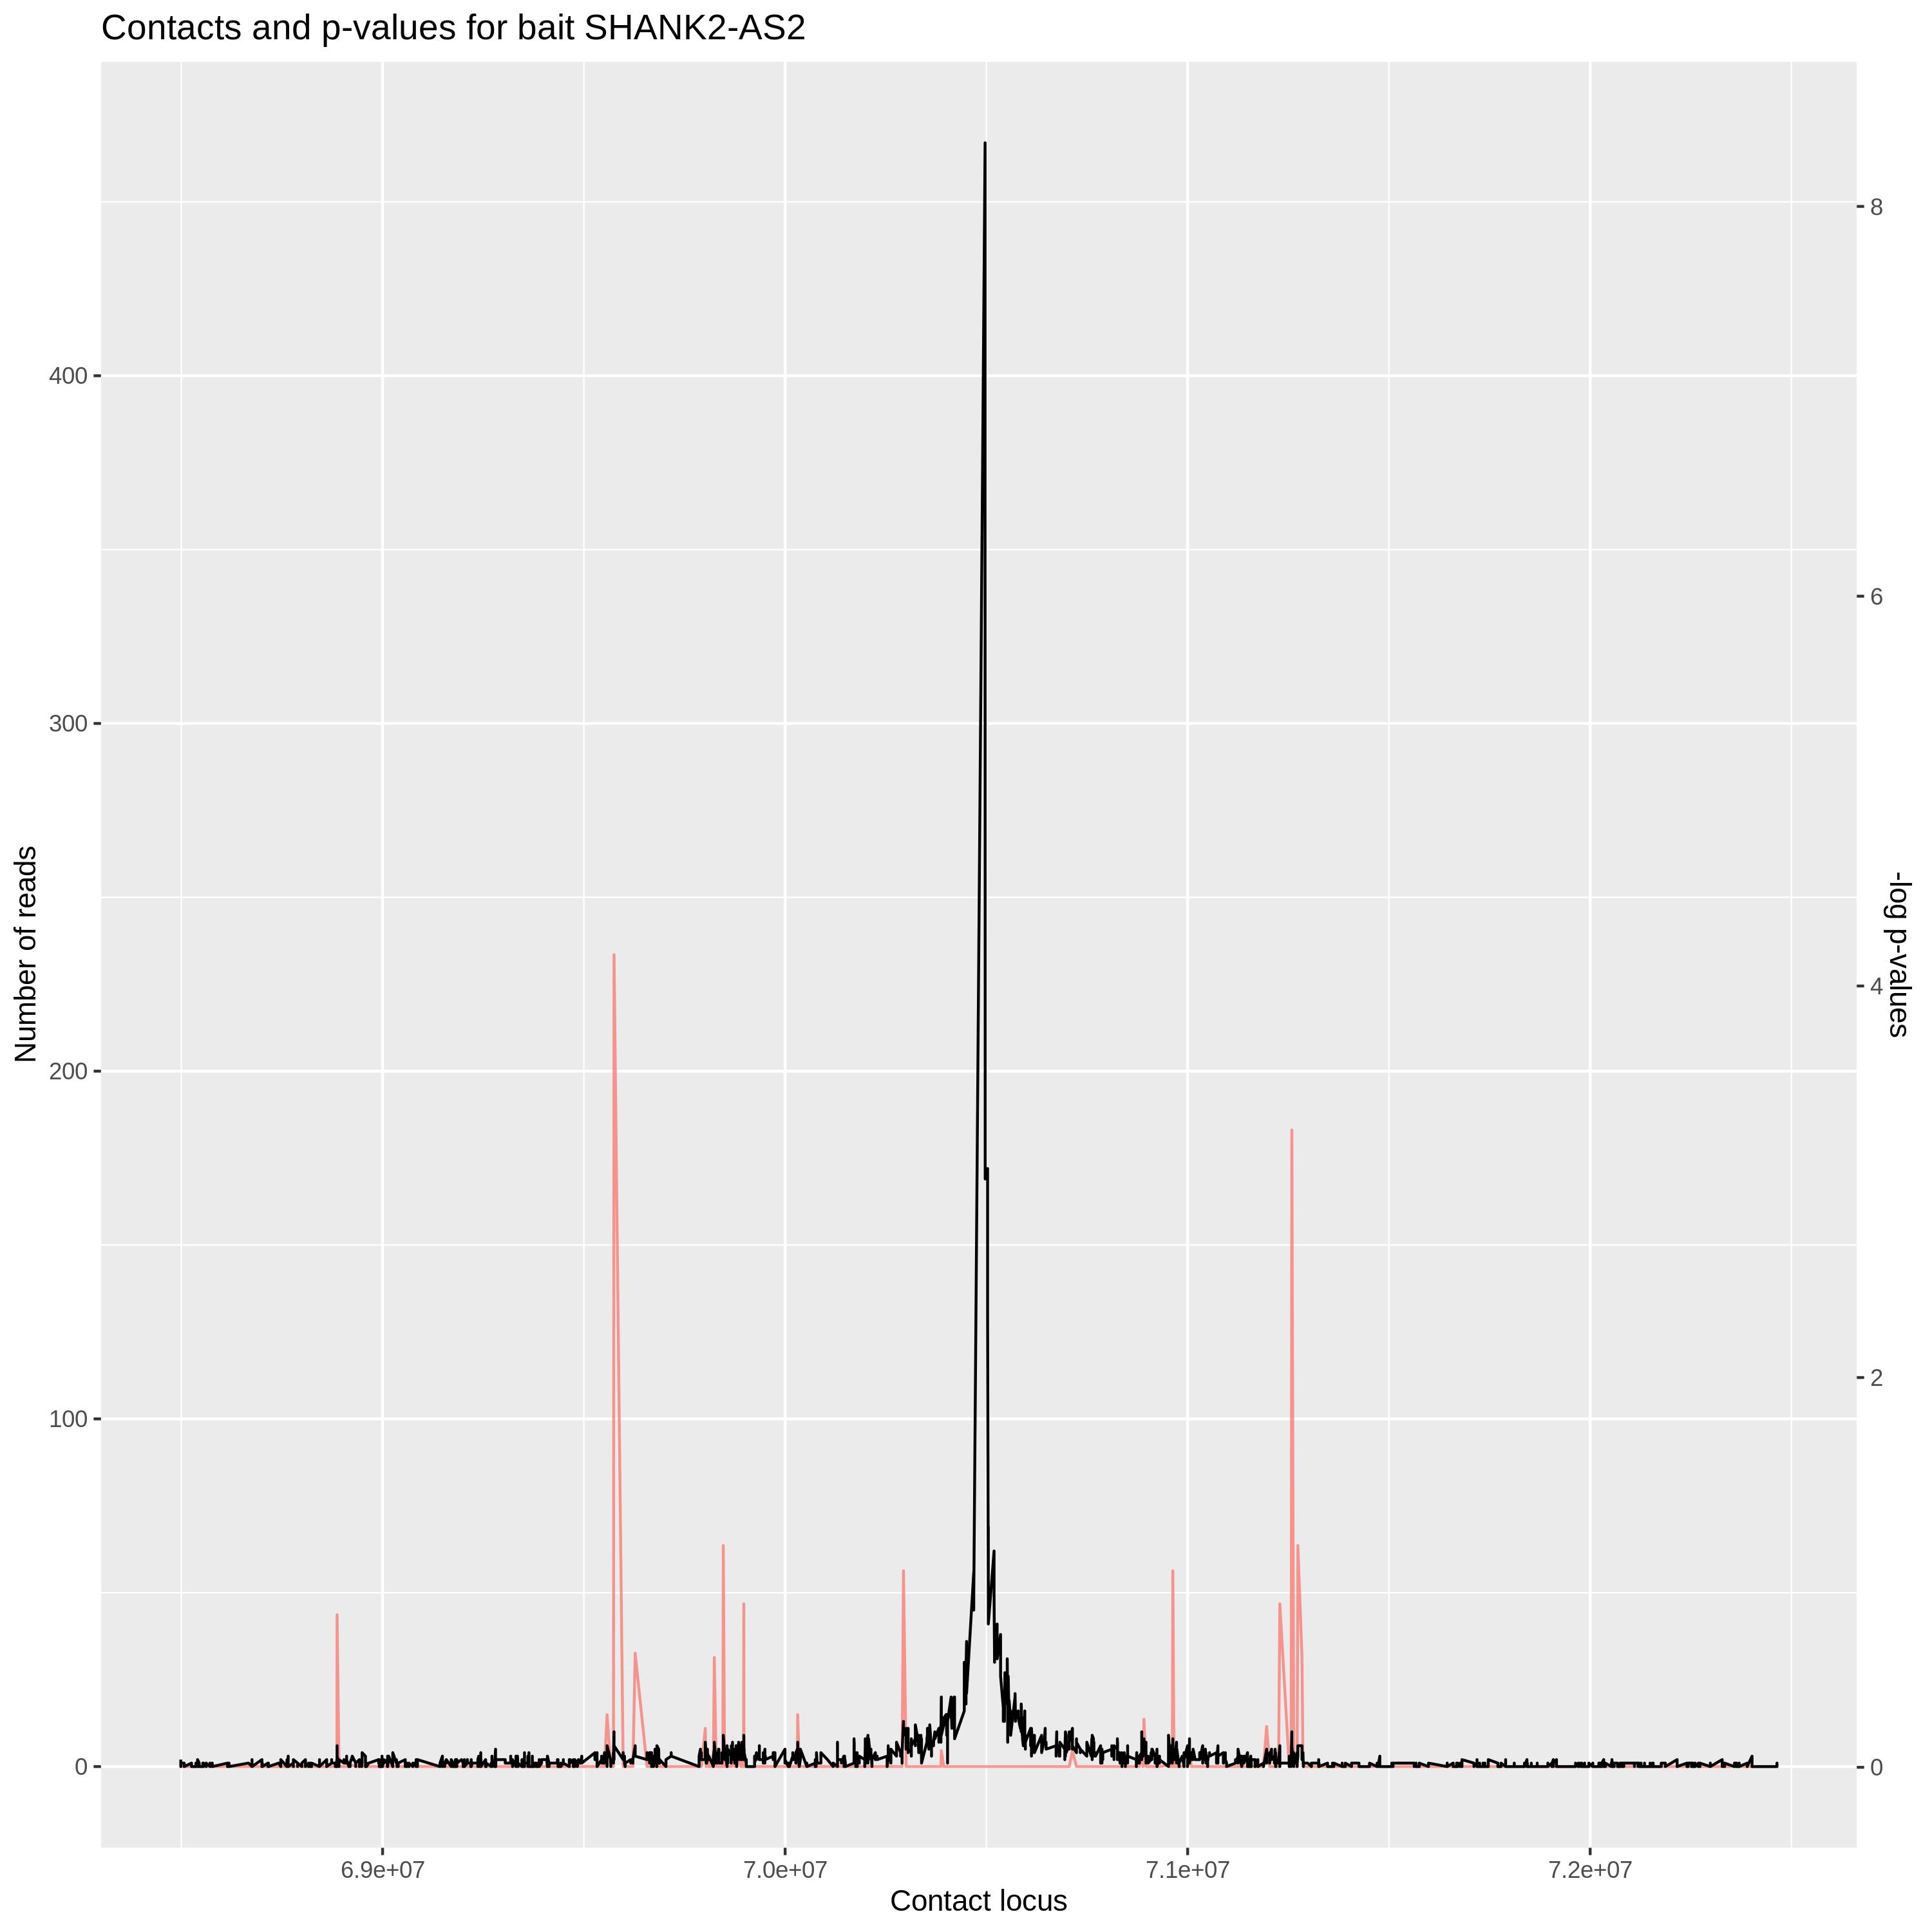 Contacts and p-values for bait SHANK2-AS2
Number of reads
400
300
200
100
0
8
6
4
2
0
-log p-values
6.9e+07
7.0e+07
7.1e+07
7.2e+07
Contact locus